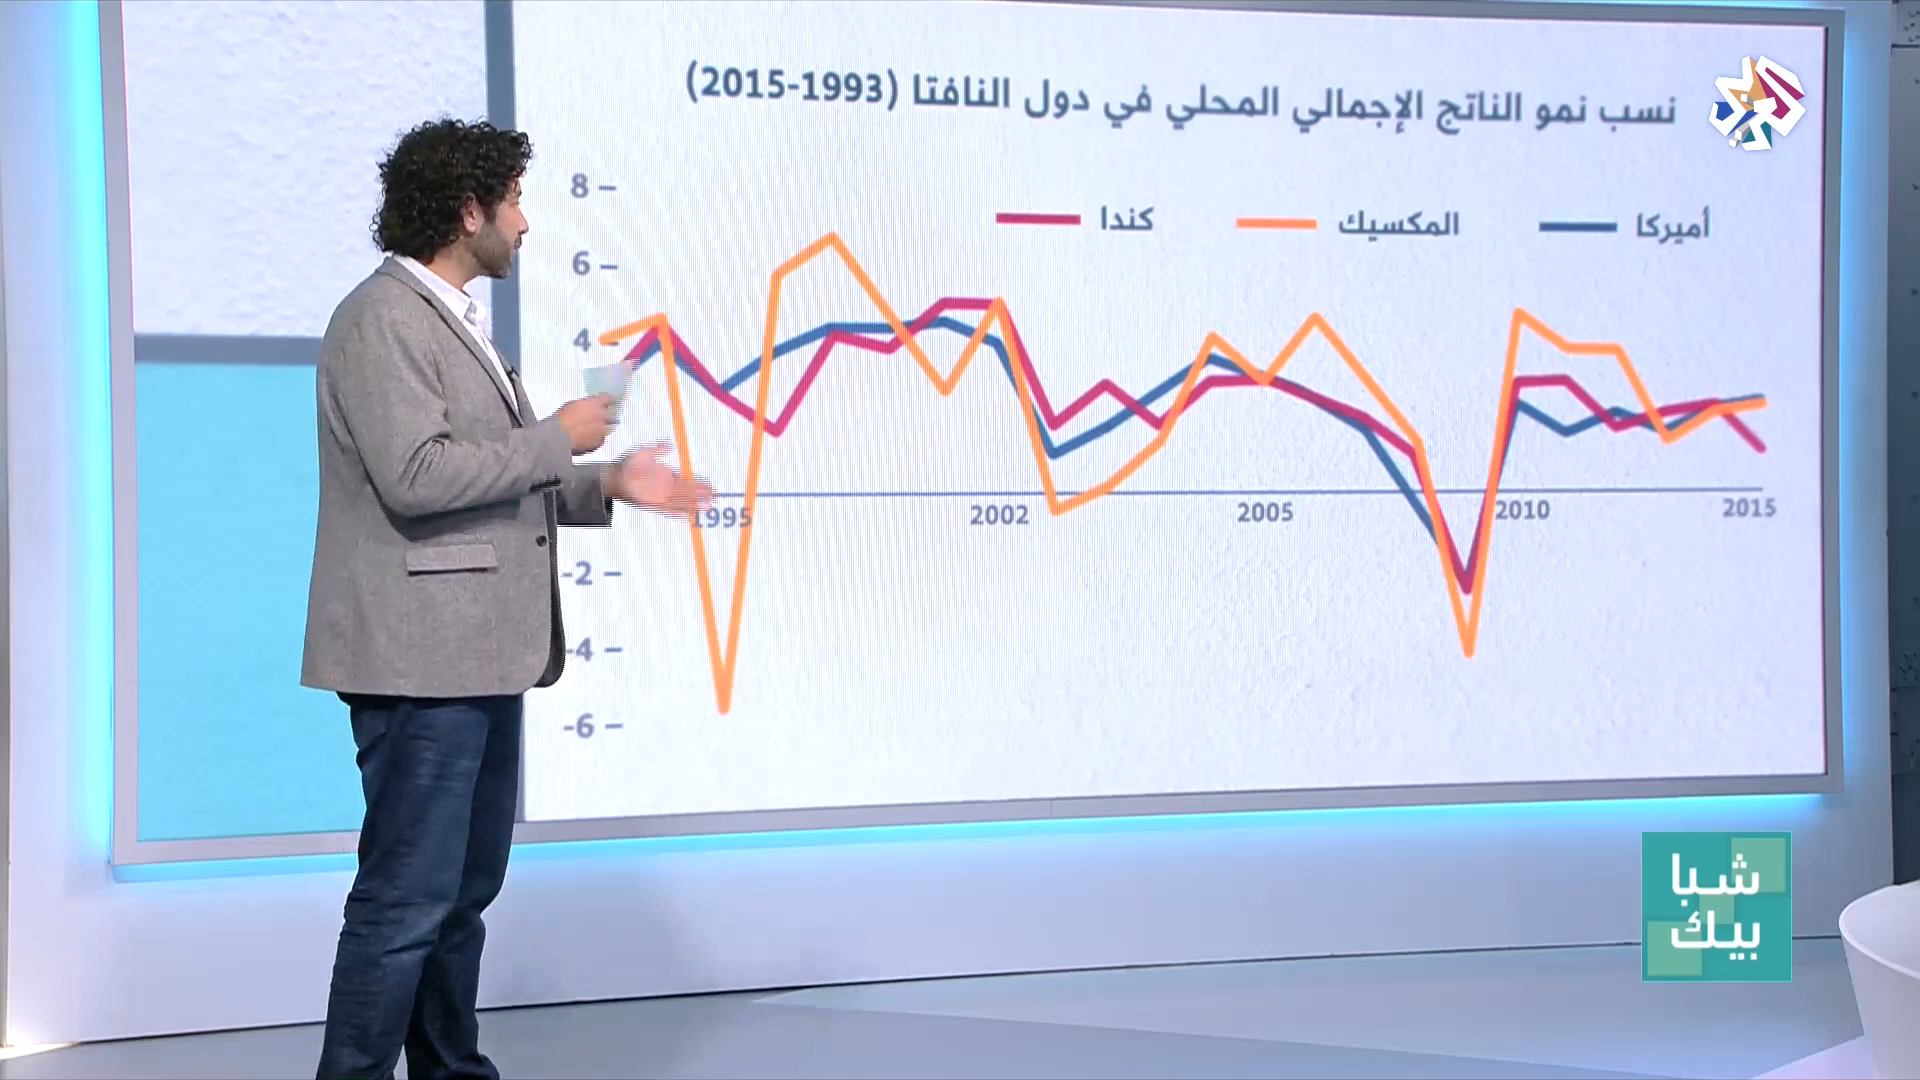 نسب نمو الناتج الإجمالي المحلي في دول النافتا (1993-2015)
أميركا
المكسيك
كندا
8
6
4
1995
2002
2005
2010
2015
-2
-4
-6
شبا
بيك